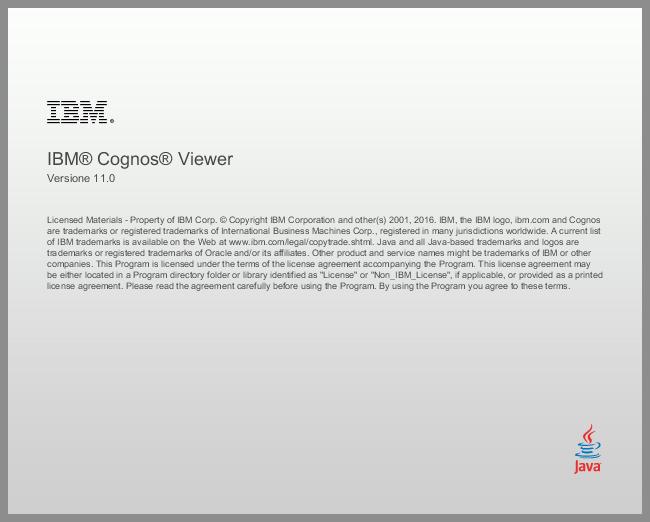 IBM®
IBM® Cognos® Viewer
Versione 11.0
Licensed Materials - Property of IBM Corp. © Copyright IBM Corporation and other(s) 2001, 2016. IBM, the IBM logo, ibm.com and Cognos
are trademarks or registered trademarks of International Business Machines Corp., registered in many jurisdictions worldwide. A current list
of IBM trademarks is available on the Web at www.ibm.com/legal/copytrade.shtml. Java and all Java-based trademarks and logos are
trademarks or registered trademarks of Oracle and/or its affiliates. Other product and service names might be trademarks of IBM or other
companies. This Program is licensed under the terms of the license agreement accompanying the Program. This license agreement may
be either located in a Program directory folder or library identified as "License" or "Non_IBM_License", if applicable, or provided as a printed
license agreement. Please read the agreement carefully before using the Program. By using the Program you agree to these terms.
Java